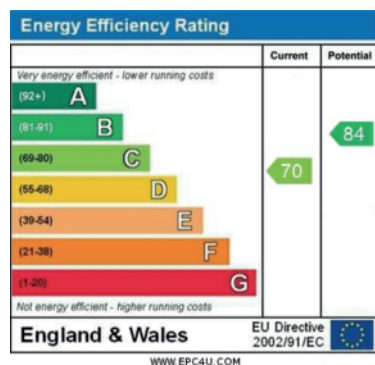 Energy Efficiency Rating
Current Potential
Very energy efficient - lower running costs
(92+) A
(81-91) B
84
(69-80) C
70
(55-68) D
(39-54) E
(21-38) F
(1-20) G
Not energy efficient - higher running costs
England & Wales
EU Directive
2002/91/EC
WWW.EPC4U.COM